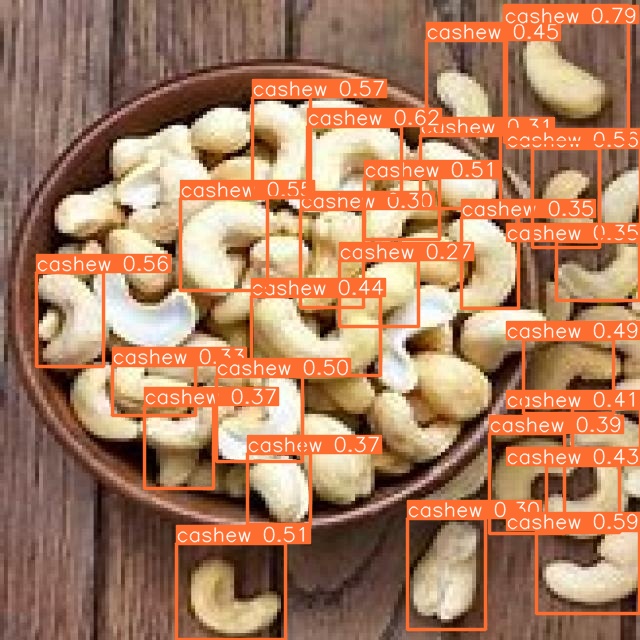 cashew 0.79
cashew 0.45
cashew 0.57
cashew 0.62
cashew 0.31
cashew 0.55
cashew 0.51
cashew 0.55
cashew 0.30
cashew 0.35
cashew 0.35
cashew 0.27
cashew 0.56
cashew 0.44
cashew 0.49
cashew 0.33
cashew 0.50
cashew 0.37
cashew 0.41
cashew 0.39
cashew 0.37
cashew 0.43
cashew 0.30
cashew 0.59
cashew 0.51